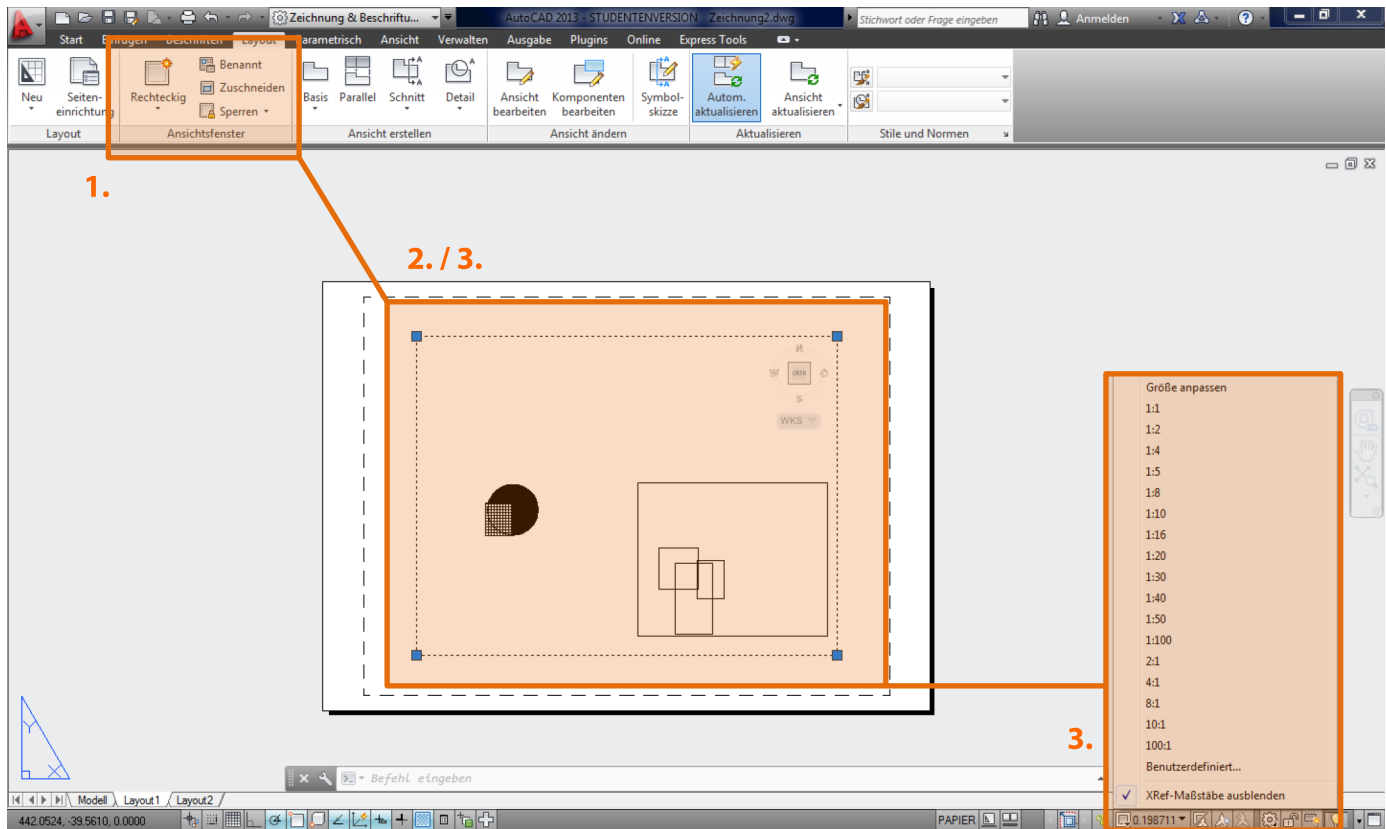 Zeichnung & Beschriftu... AutoCAD 2013 - STUDENTENVERSION Zeichnung2.dwg Stichwort oder Frage eingeben Anmelden
Start Einfügen Beschriften Layout Parametrisch Ansicht Verwalten Ausgabe Plugins Online Express Tools
Benannt
Zuschneiden
Sperren
Neu
Seiten-
einrichtung
Rechteckig
Basis
Parallel
Schnitt
Detail
Ansicht
bearbeiten
Komponenten
bearbeiten
Symbol-
skizze
Autom.
aktualisieren
Ansicht
aktualisieren
Layout Ansichtsfenster Ansicht erstellen Ansicht ändern Aktualisieren Stile und Normen
1.
2. / 3.
OBEN
W
S
WKS
Größe anpassen
1:1
1:2
1:4
1:5
1:8
1:10
1:16
1:20
1:30
1:40
1:50
1:100
2:1
4:1
8:1
10:1
100:1
Benutzerdefiniert...
XRef-Maßstäbe ausblenden
3.
2D
Y
X
Befehl eingeben
Modell Layout1 Layout2
442.0524, -39.5610, 0.0000 PAPIER 0.198711